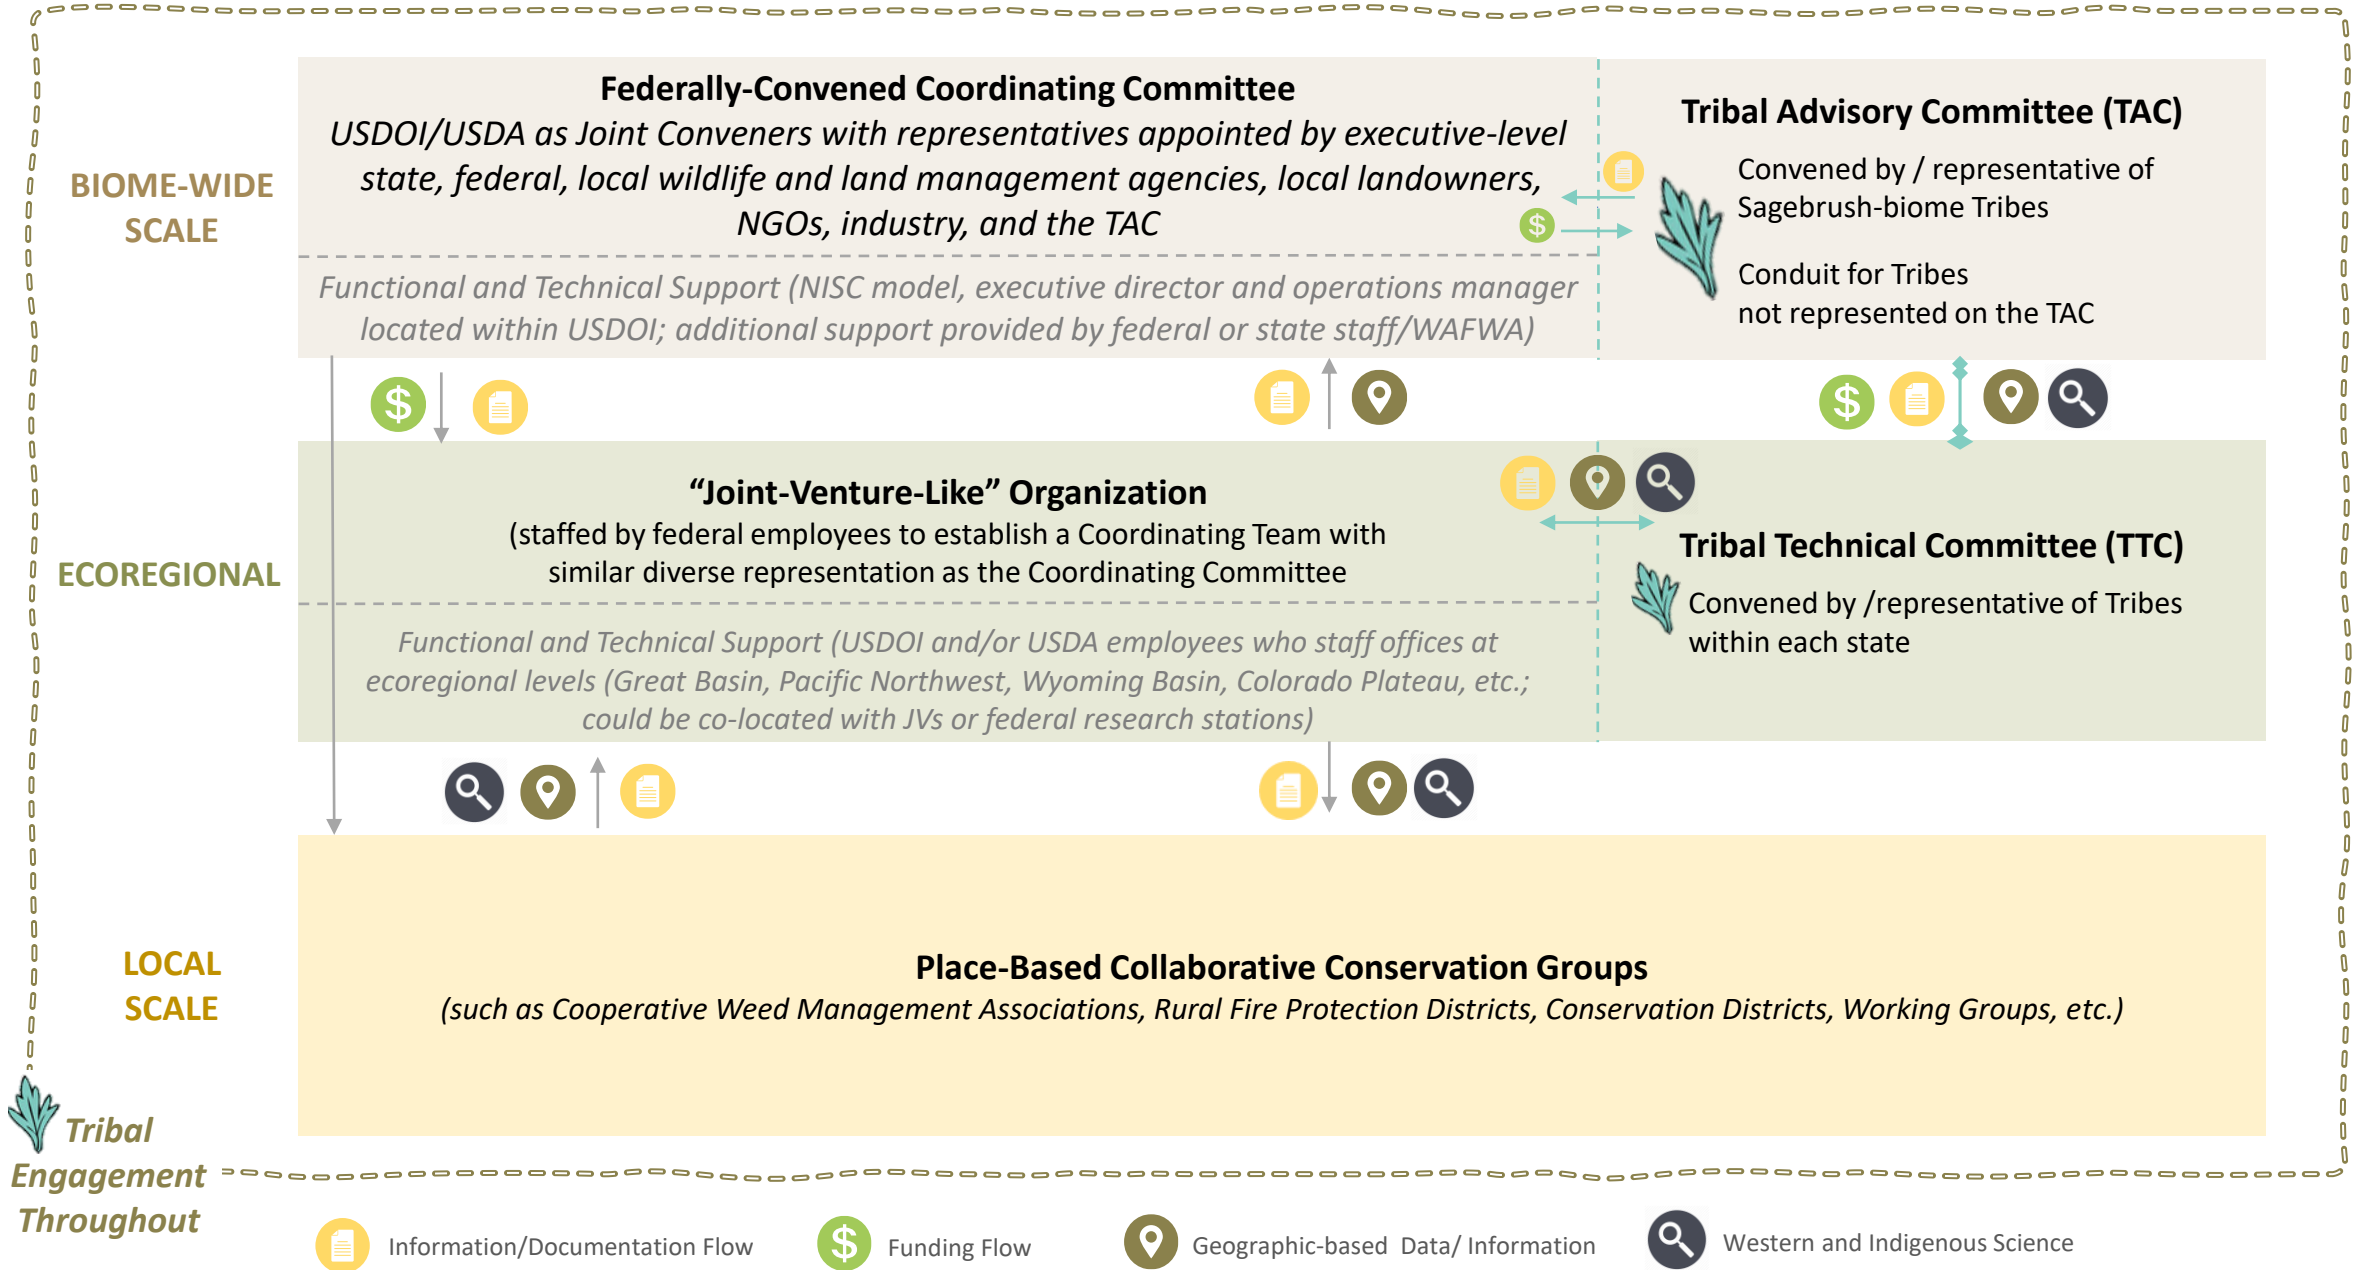 BIOME-WIDE
SCALE
Federally-Convened Coordinating Committee
USDOI/USDA as Joint Conveners with representatives appointed by executive-level
state, federal, local wildlife and land management agencies, local landowners,
NGOs, industry, and the TAC
$
Functional and Technical Support (NISC model, executive director and operations manager
located within USDOI; additional support provided by federal or state staff/WAFWA)
Tribal Advisory Committee (TAC)
Convened by / representative of
Sagebrush-biome Tribes
Conduit for Tribes
not represented on the TAC
$
$
ECOREGIONAL
“Joint-Venture-Like” Organization
(staffed by federal employees to establish a Coordinating Team with
similar diverse representation as the Coordinating Committee
Functional and Technical Support (USDOI and/or USDA employees who staff offices at
ecoregional levels (Great Basin, Pacific Northwest, Wyoming Basin, Colorado Plateau, etc.;
could be co-located with JVs or federal research stations)
Tribal Technical Committee (TTC)
Convened by /representative of Tribes
within each state
LOCAL
SCALE
Place-Based Collaborative Conservation Groups
(such as Cooperative Weed Management Associations, Rural Fire Protection Districts, Conservation Districts, Working Groups, etc.)
Tribal
Engagement
Throughout
Information/Documentation Flow
$
Funding Flow
Geographic-based Data/ Information
Western and Indigenous Science